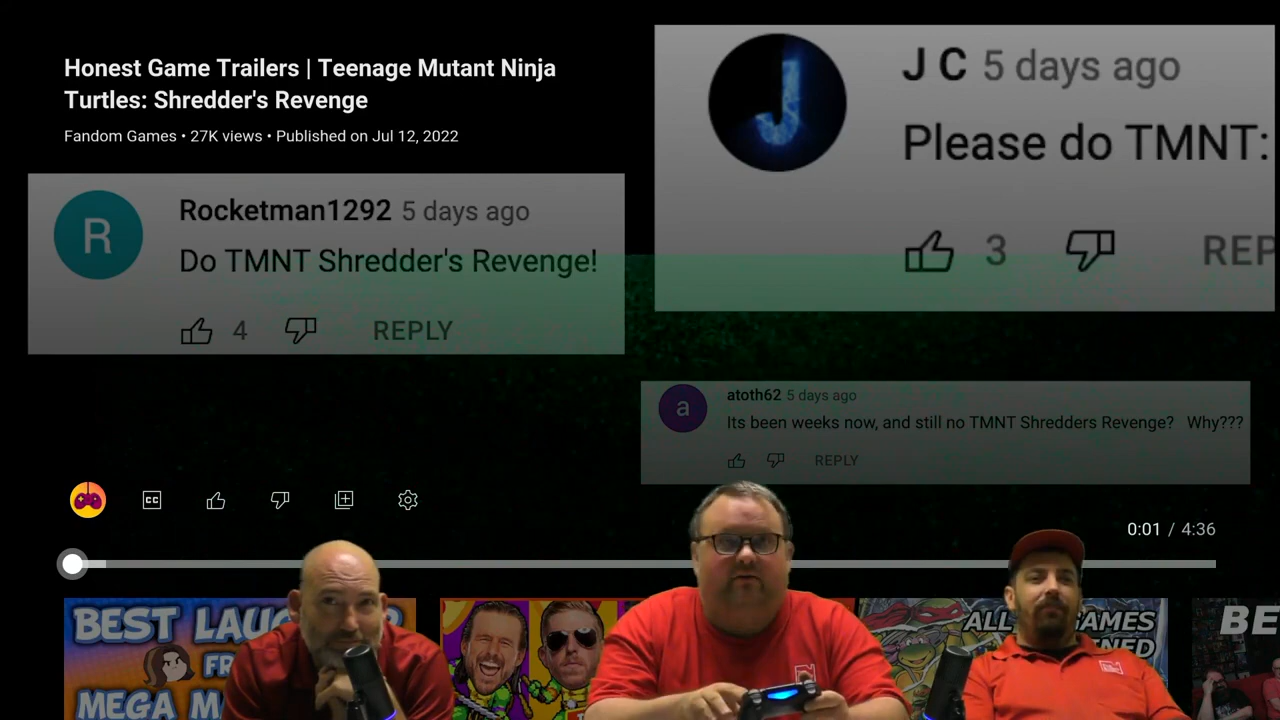 Honest Game Trailers | Teenage Mutant Ninja
Turtles: Shredder's Revenge
Fandom Games • 27K views • Published on Jul 12, 2022
J C 5 days ago
Please do TMNT:
3
REP
R
Rocketman1292 5 days ago
Do TMNT Shredder's Revenge!
4 REPLY
a
atoth62 5 days ago
Its been weeks now, and still no TMNT Shredders Revenge? Why???
REPLY
CC
0:01 / 4:36
BEST
FR
MEGA
ALL
GAMES
BE